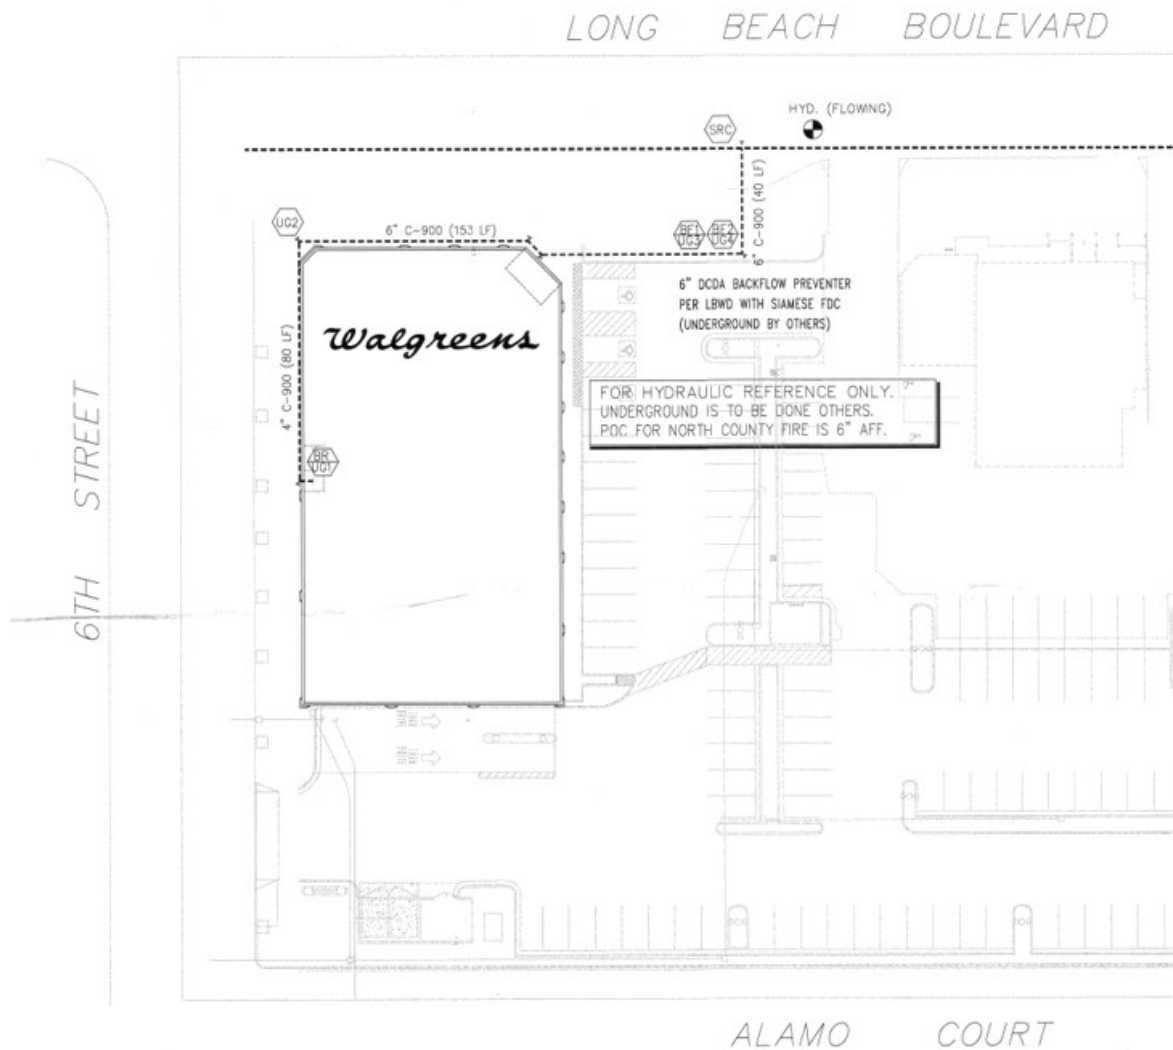 LONG BEACH BOULEVARD
HYD. (FLOWING)
SRC
6" C-900 (40 LF)
UG2
6" C-900 (153 LF)
BF1
UG3
BF2
UG4
6" DCDA BACKFLOW PREVENTER
PER LBWD WITH SIAMESE FDC
(UNDERGROUND BY OTHERS)
Walgreens
4" C-900 (80 LF)
FOR HYDRAULIC REFERENCE ONLY.
UNDERGROUND IS TO BE DONE OTHERS.
POC FOR NORTH COUNTY FIRE IS 6" AFF.
BR
UG1
6TH STREET
ALAMO COURT